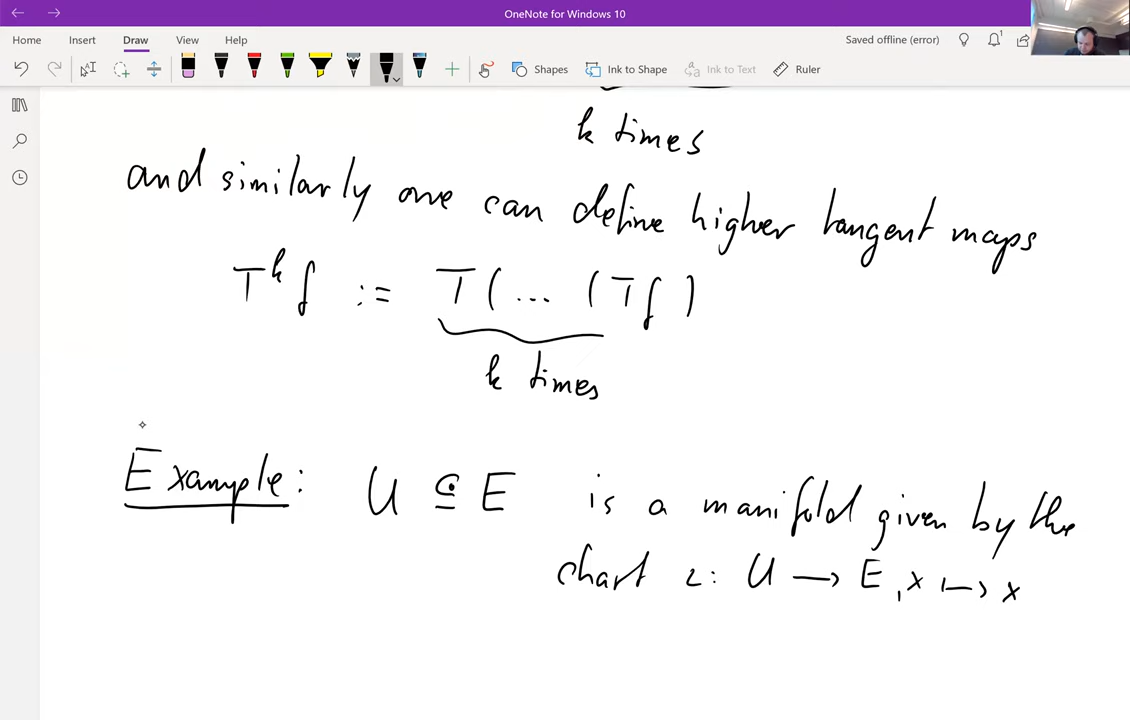 OneNote for Windows 10
Home Insert Draw View Help
Saved offline (error)
Shapes Ink to Shape Ink to Text Ruler
k times
and similarly one can define higher tangent maps
T^k f := T(... (Tf)
k times
Example: U ⊆ E is a manifold given by the
chart ι: U → E, x ↦ x